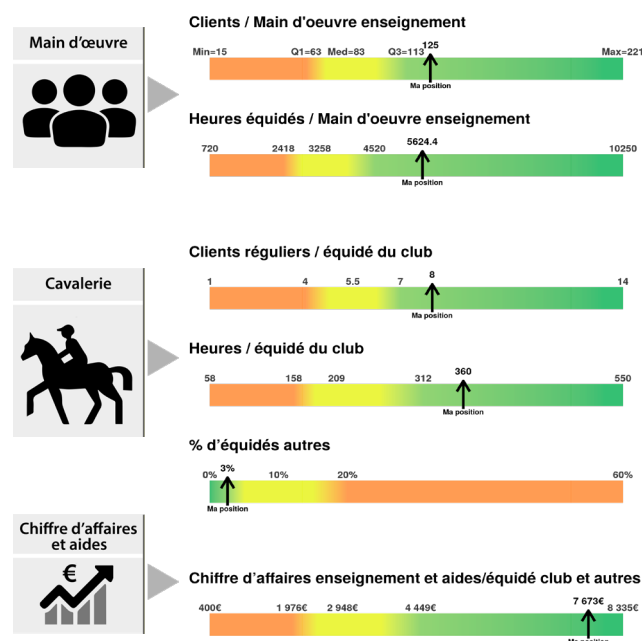 Main d'œuvre
Clients / Main d'oeuvre enseignement
Min=15 Q1=63 Med=83 Q3=113 125 Max=221
Ma position
Heures équidés / Main d'oeuvre enseignement
720 2418 3258 4520 5624.4 10250
Ma position
Cavalerie
Clients réguliers / équidé du club
1 4 5.5 7 8 14
Ma position
Heures / équidé du club
58 158 209 312 360 550
Ma position
% d'équidés autres
0% 3% 10% 20% 60%
Ma position
Chiffre d'affaires
et aides
€
Chiffre d'affaires enseignement et aides/équidé club et autres
400€ 1 976€ 2 948€ 4 449€ 7 673€ 8 335€
Ma position